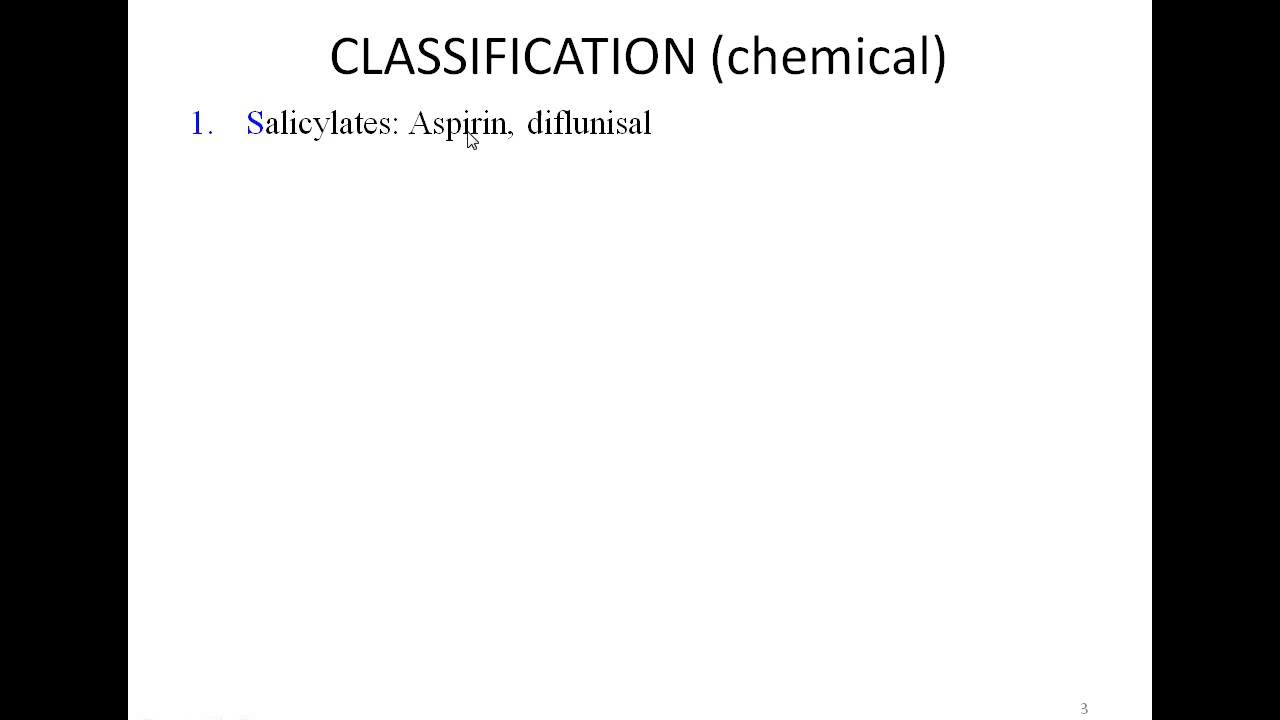 CLASSIFICATION (chemical)
1. Salicylates: Aspirin, diflunisal
3